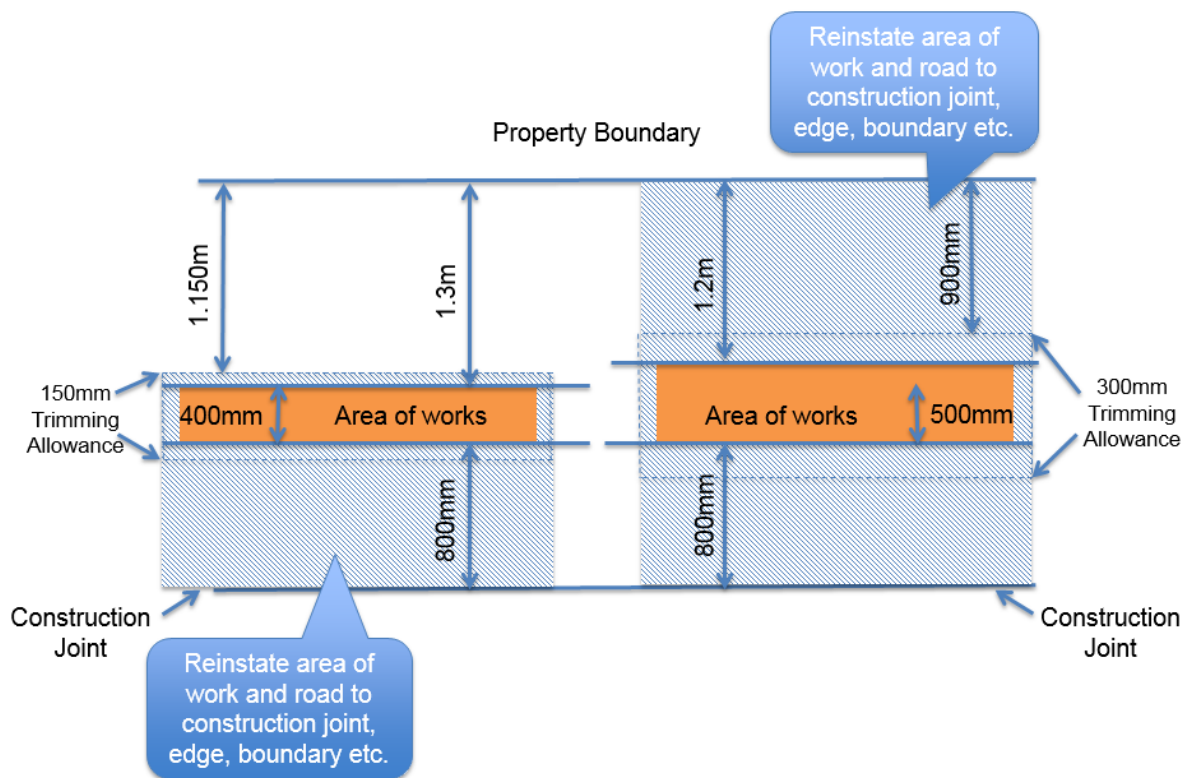 Reinstate area of
work and road to
construction joint,
edge, boundary etc.
Property Boundary
1.150m
1.3m
1.2m
900mm
150mm
Trimming
Allowance
400mm
Area of works
Area of works
500mm
300mm
Trimming
Allowance
800mm
800mm
Construction
Joint
Construction
Joint
Reinstate area of
work and road to
construction joint,
edge, boundary etc.